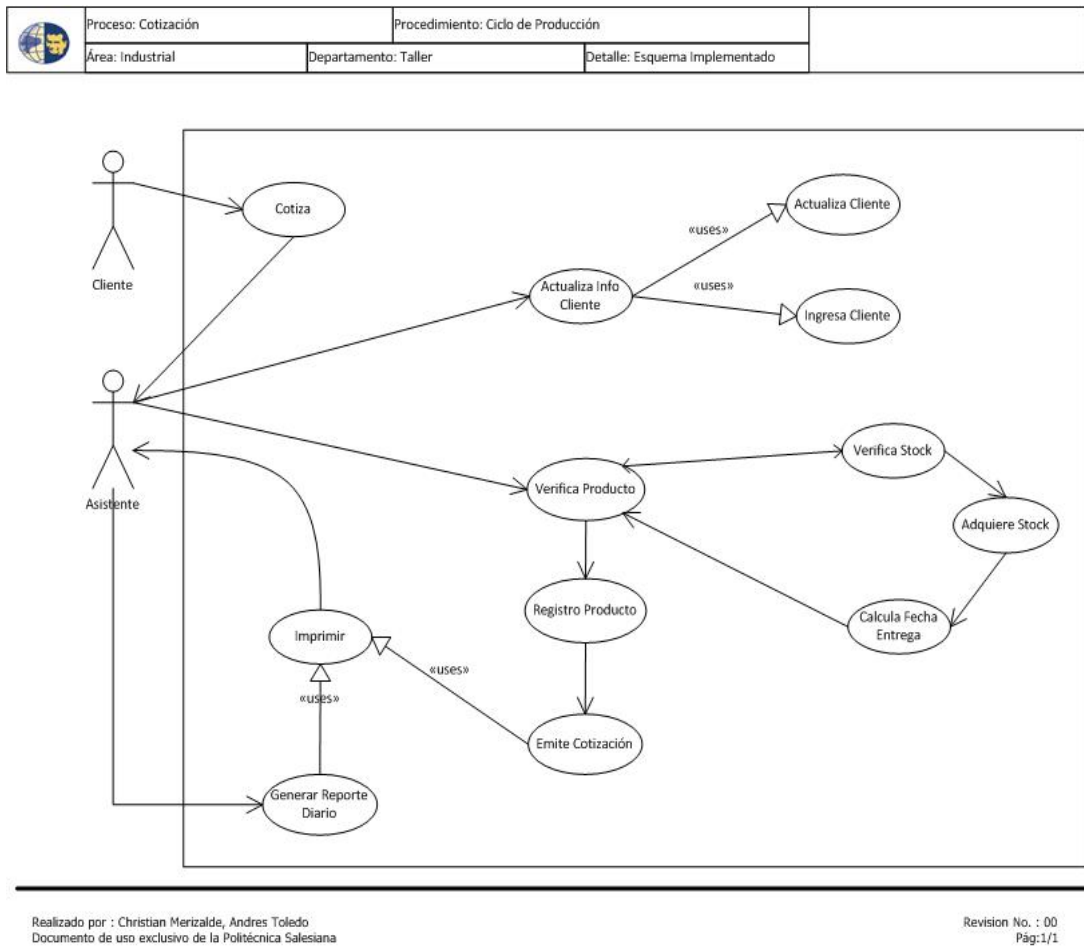 Proceso: Cotización
Procedimiento: Ciclo de Producción
Área: Industrial
Departamento: Taller
Detalle: Esquema Implementado
Cliente
Cotiza
Actualiza Cliente
«uses»
Actualiza Info
Cliente
«uses»
Ingresa Cliente
Asistente
Verifica Stock
Verifica Producto
Adquiere Stock
Registro Producto
Calcula Fecha
Entrega
Imprimir
«uses»
«uses»
Emite Cotización
Generar Reporte
Diario
Realizado por : Christian Merizalde, Andres Toledo
Documento de uso exclusivo de la Politécnica Salesiana
Revision No. : 00
Pág:1/1